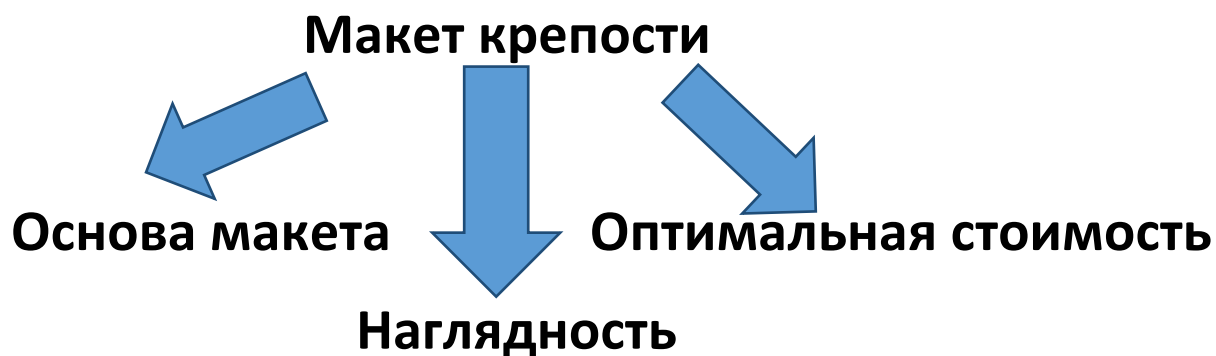 Макет крепости
Основа макета
Оптимальная стоимость
Наглядность